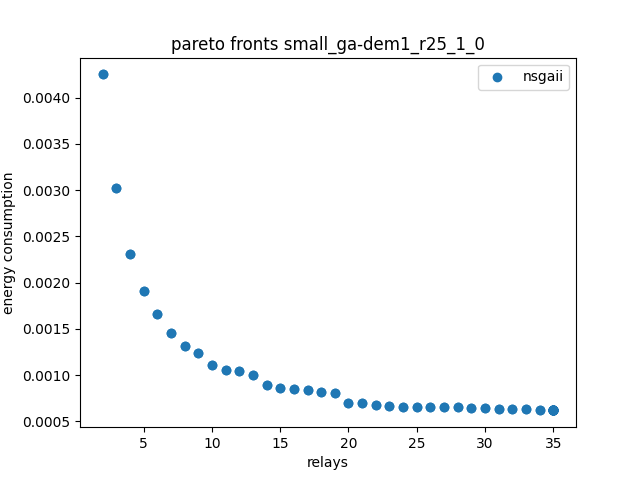 pareto fronts small_ga-dem1_r25_1_0
nsgaii
0.0040
0.0035
0.0030
0.0025
0.0020
0.0015
0.0010
0.0005
energy consumption
5 10 15 20 25 30 35
relays